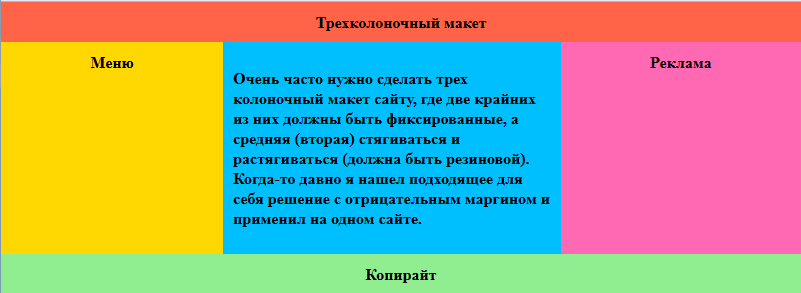 Трехколоночный макет
Меню
Очень часто нужно сделать трех
колоночный макет сайту, где две крайних
из них должны быть фиксированные, а
средняя (вторая) стягиваться и
растягиваться (должна быть резиновой).
Когда-то давно я нашел подходящее для
себя решение с отрицательным маргином и
применил на одном сайте.
Реклама
Копирайт